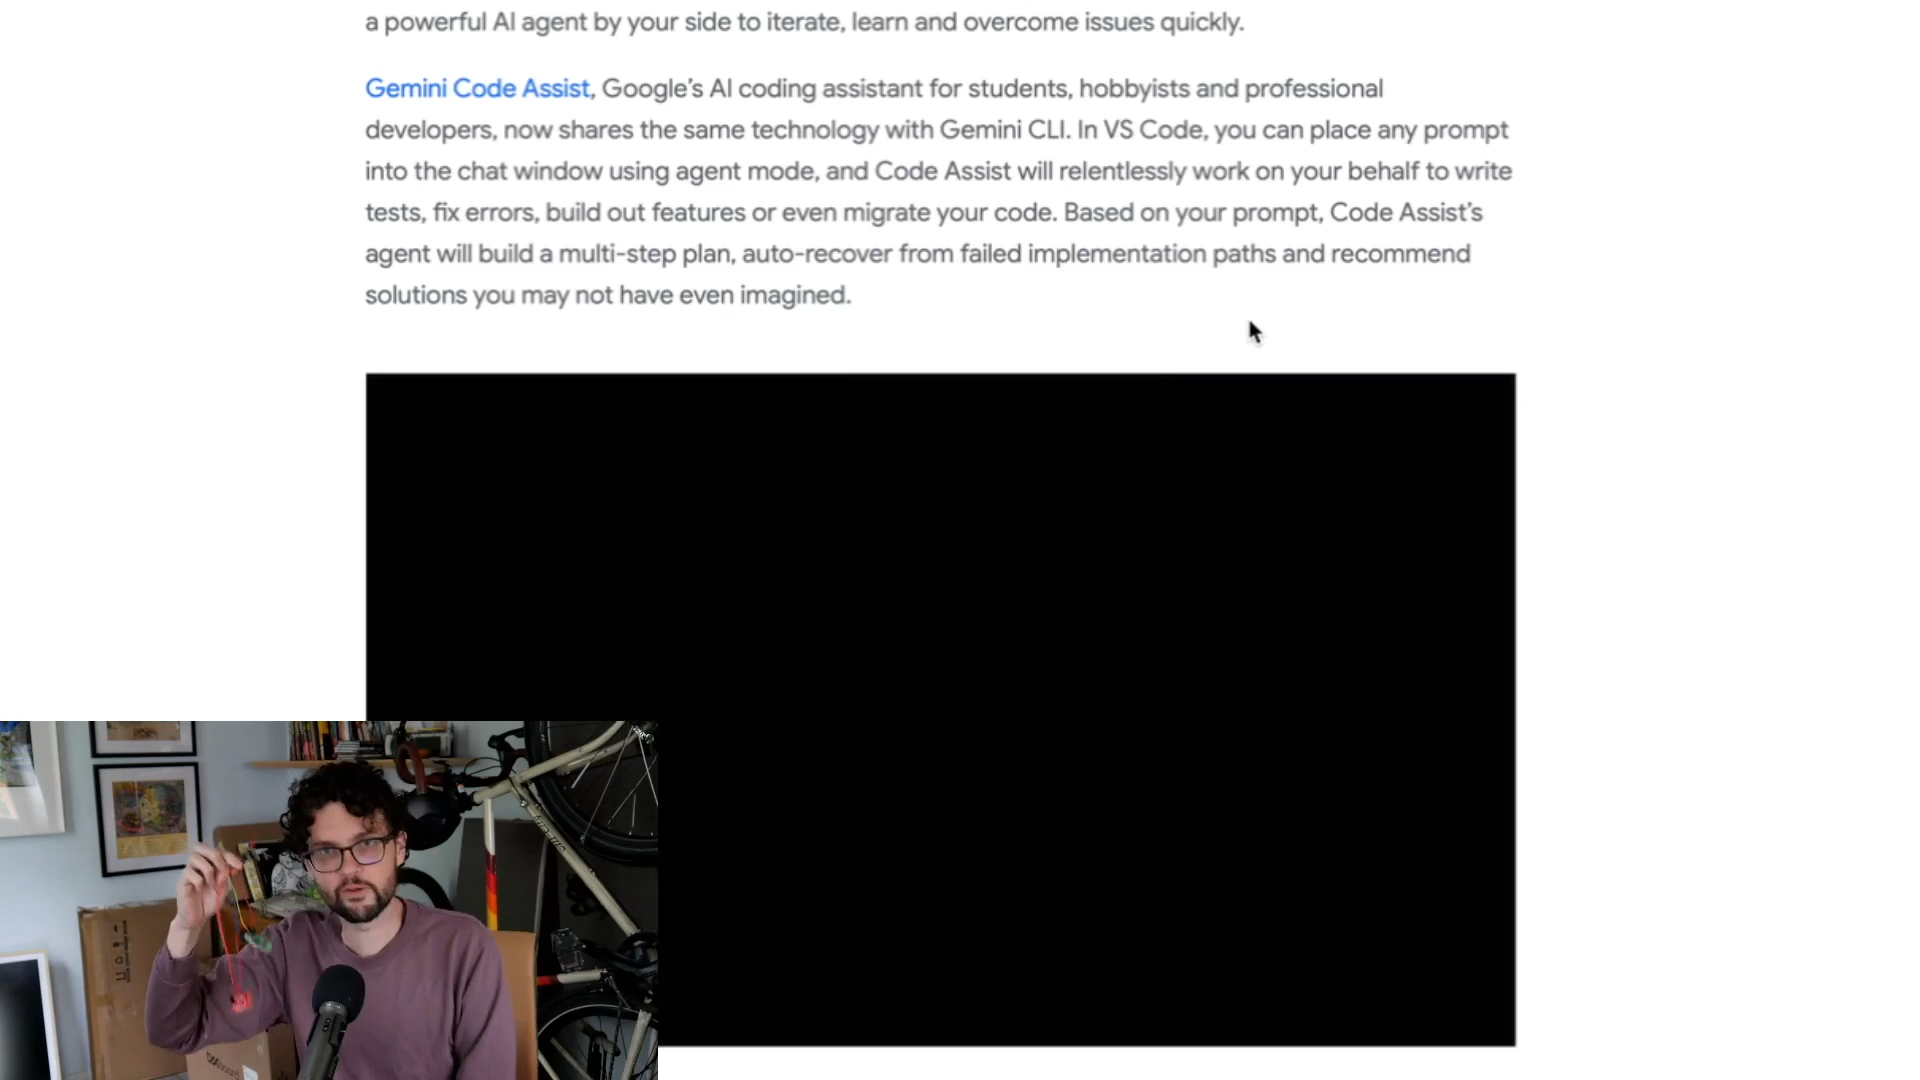 a powerful AI agent by your side to iterate, learn and overcome issues quickly.
Gemini Code Assist, Google’s AI coding assistant for students, hobbyists and professional
developers, now shares the same technology with Gemini CLI. In VS Code, you can place any prompt
into the chat window using agent mode, and Code Assist will relentlessly work on your behalf to write
tests, fix errors, build out features or even migrate your code. Based on your prompt, Code Assist’s
agent will build a multi-step plan, auto-recover from failed implementation paths and recommend
solutions you may not have even imagined.